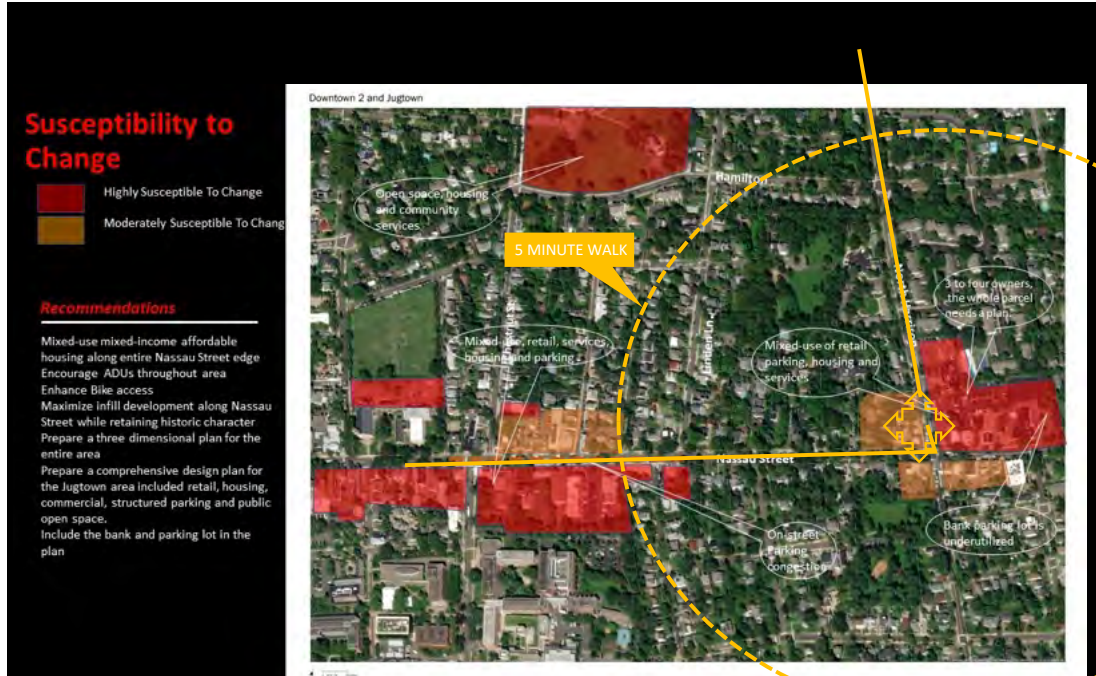 Downtown 2 and Jugtown
Susceptibility to
Change
Highly Susceptible To Change
Moderately Susceptible To Chang
Recommendations
Mixed-use mixed-income affordable
housing along entire Nassau Street edge
Encourage ADUs throughout area
Enhance Bike access
Maximize infill development along Nassau
Street while retaining historic character
Prepare a three dimensional plan for the
entire area
Prepare a comprehensive design plan for
the Jugtown area included retail, housing,
commercial, structured parking and public
open space.
Include the bank and parking lot in the
plan
Hamilton
Open space, housing
and community
services
5 MINUTE WALK
3 to four owners,
the whole parcel
needs a plan.
Mixed-use, retail, services,
housing and parking
Mixed-use of retail
parking, housing and
services
Nassau Street
On-street
Parking
congestion
Bank parking lot is
underutilized